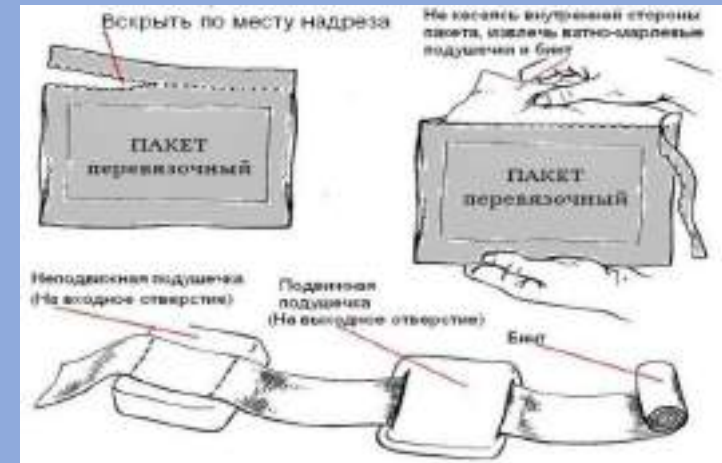 Вскрыть по месту надреза
Не касаясь внутренней стороны
пакета, извлечь ватно-марлевые
подушечки и бинт
ПАКЕТ
перевязочный
ПАКЕТ
перевязочный
Неподвижная подушечка
(На входное отверстие)
Подвижная
подушечка
(На выходное отверстие)
Бинт